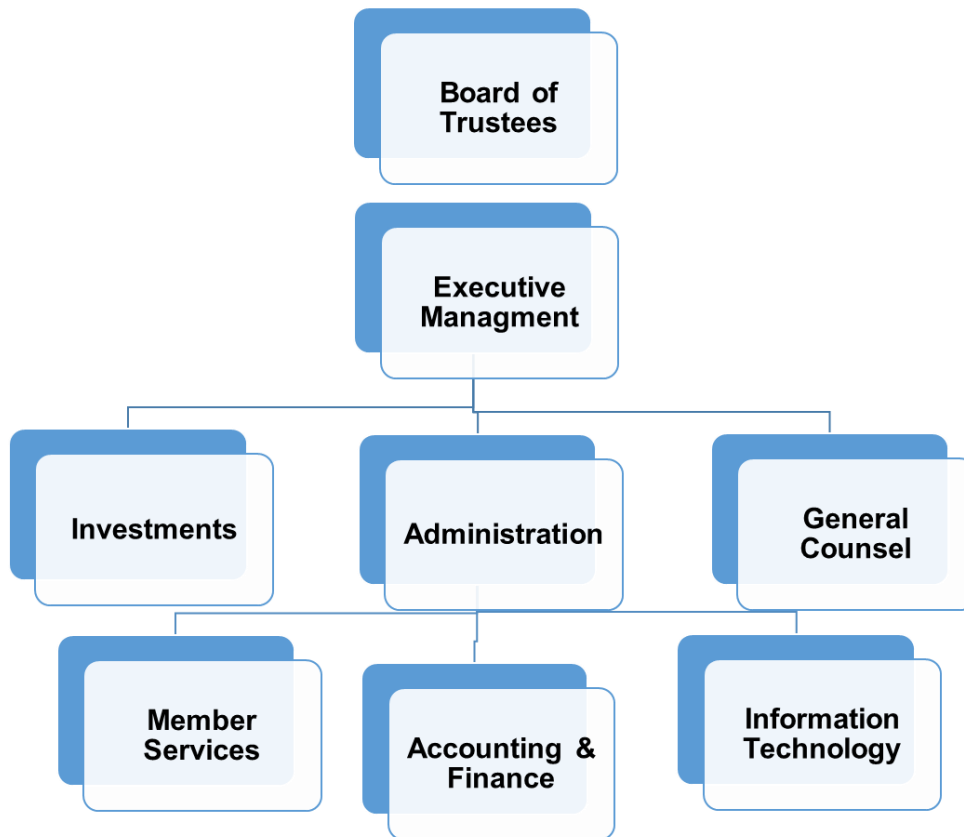 Board of
Trustees
Executive
Managment
Investments
Administration
General
Counsel
Member
Services
Accounting &
Finance
Information
Technology